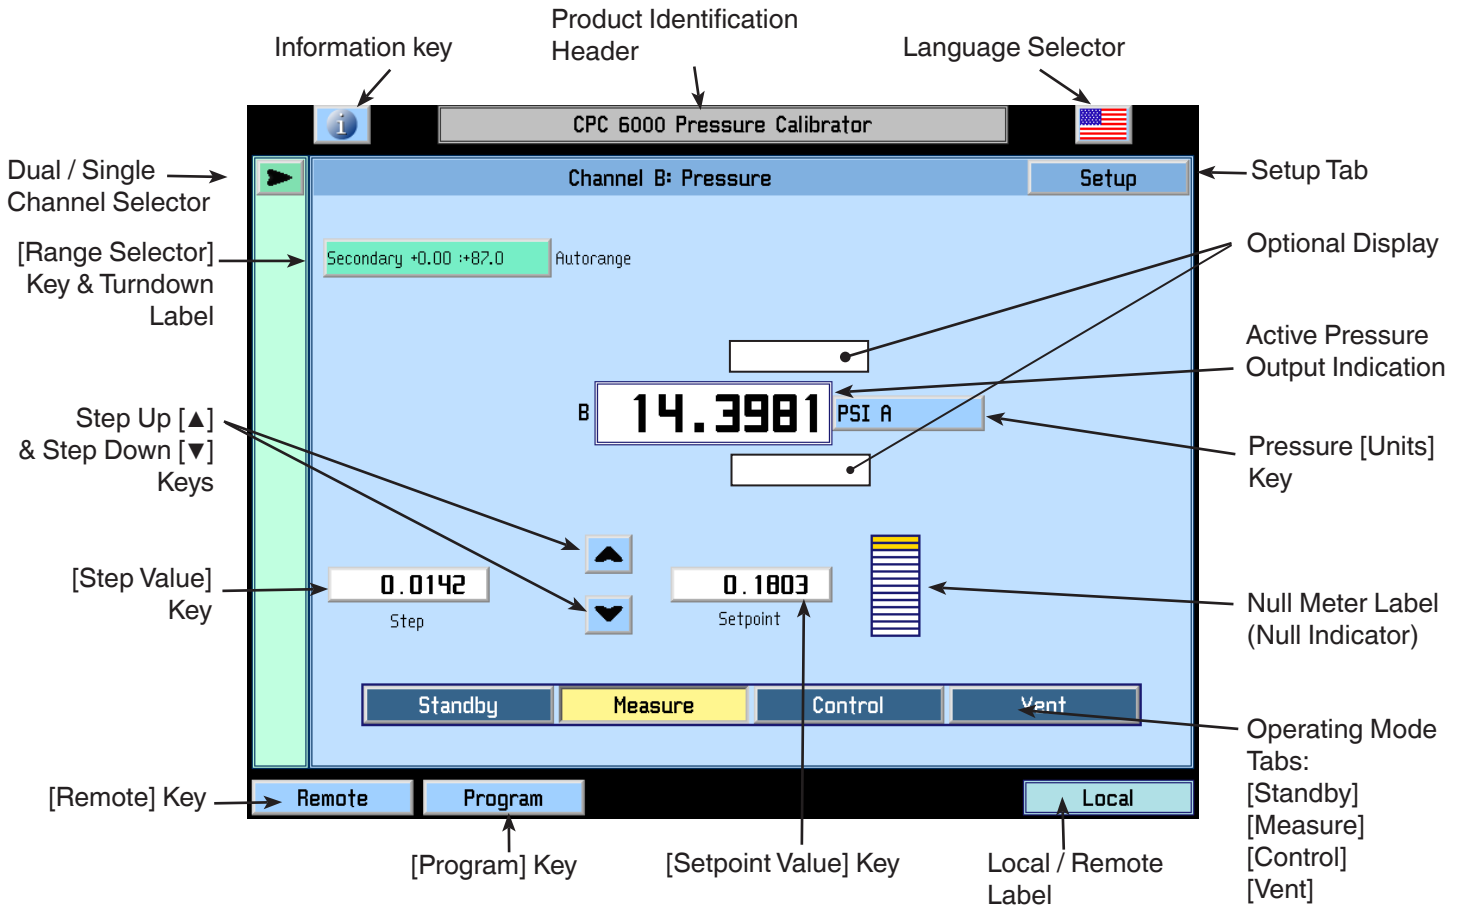 Product Identification
Header
Information key
Language Selector
CPC 6000 Pressure Calibrator
Dual / Single
Channel Selector
Channel B: Pressure
Setup
Setup Tab
[Range Selector]
Key & Turndown
Label
Secondary +0.00 :+87.0
Autorange
Optional Display
Active Pressure
Output Indication
B
14.3981
PSI A
Step Up [▲]
& Step Down [▼]
Keys
Pressure [Units]
Key
[Step Value]
Key
0.0142
Step
0.1803
Setpoint
Null Meter Label
(Null Indicator)
Standby
Measure
Control
Vent
Operating Mode
Tabs:
[Standby]
[Measure]
[Control]
[Vent]
[Remote] Key
Remote
Program
Local
[Program] Key
[Setpoint Value] Key
Local / Remote
Label